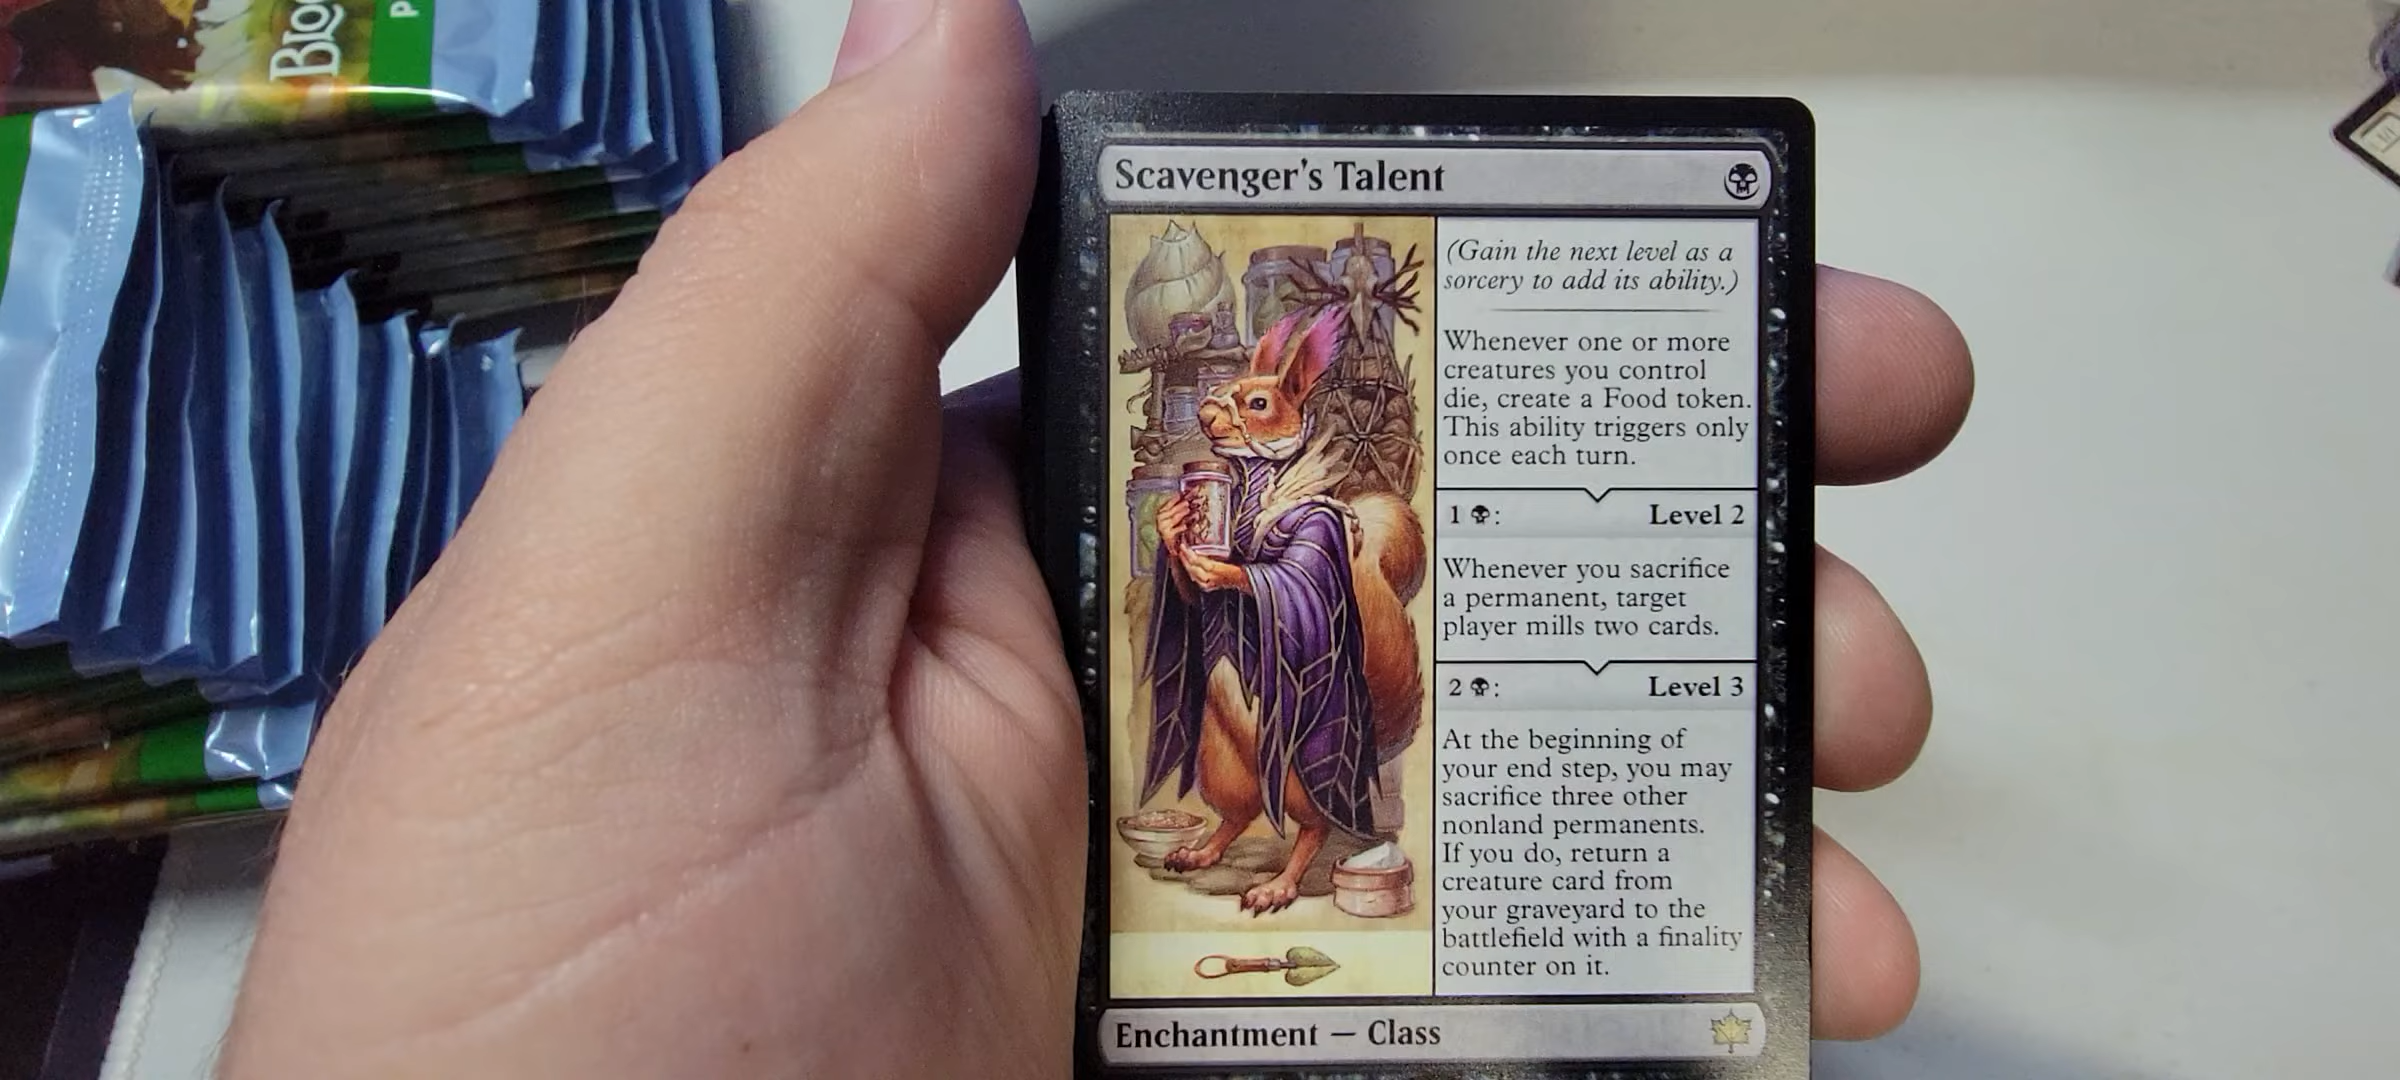 Blo
P
Scavenger's Talent
(Gain the next level as a
sorcery to add its ability.)
Whenever one or more
creatures you control
die, create a Food token.
This ability triggers only
once each turn.
1 : Level 2
Whenever you sacrifice
a permanent, target
player mills two cards.
2 : Level 3
At the beginning of
your end step, you may
sacrifice three other
nonland permanents.
If you do, return a
creature card from
your graveyard to the
battlefield with a finality
counter on it.
Enchantment — Class